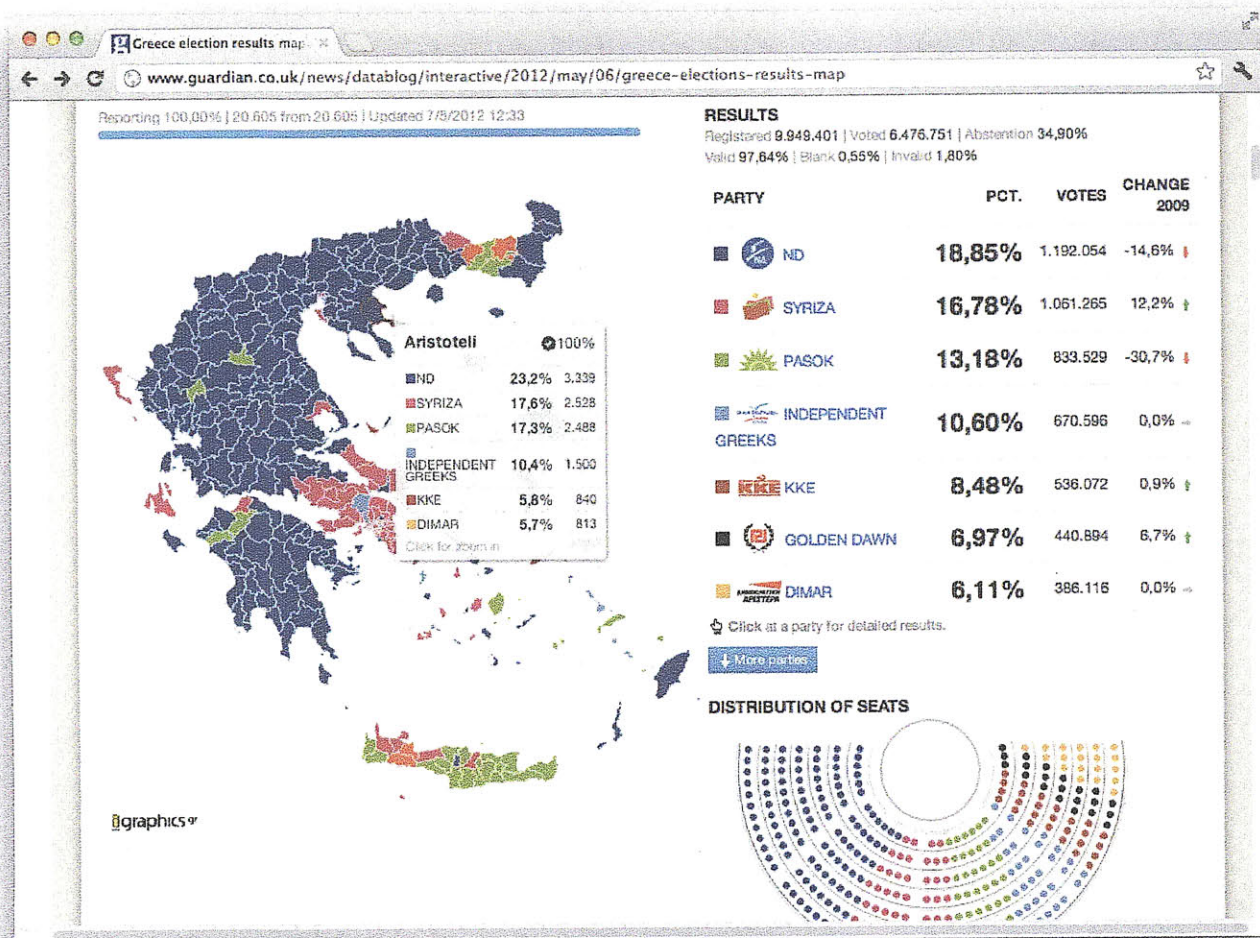 Greece election results map
www.guardian.co.uk/news/datablog/interactive/2012/may/06/greece-elections-results-map
Reporting 100,00% | 20.605 from 20.605 | Updated 7/5/2012 12:33
RESULTS
Registered 9.949.401 | Voted 6.476.751 | Abstention 34,90%
Valid 97,64% | Blank 0,55% | Invalid 1,80%
PARTY PCT. VOTES CHANGE 2009
ND 18,85% 1.192.054 -14,6%
SYRIZA 16,78% 1.061.265 12,2%
PASOK 13,18% 833.529 -30,7%
INDEPENDENT GREEKS 10,60% 670.596 0,0%
KKE KKE 8,48% 536.072 0,9%
GOLDEN DAWN 6,97% 440.894 6,7%
ΑΡΙΣΤΕΡΑ DIMAR 6,11% 386.116 0,0%
Click at a party for detailed results.
More parties
DISTRIBUTION OF SEATS
Aristoteli 100%
ND 23,2% 3.339
SYRIZA 17,6% 2.528
PASOK 17,3% 2.488
INDEPENDENT GREEKS 10,4% 1.500
KKE 5,8% 840
DIMAR 5,7% 813
Click for zoom in
igraphics gr